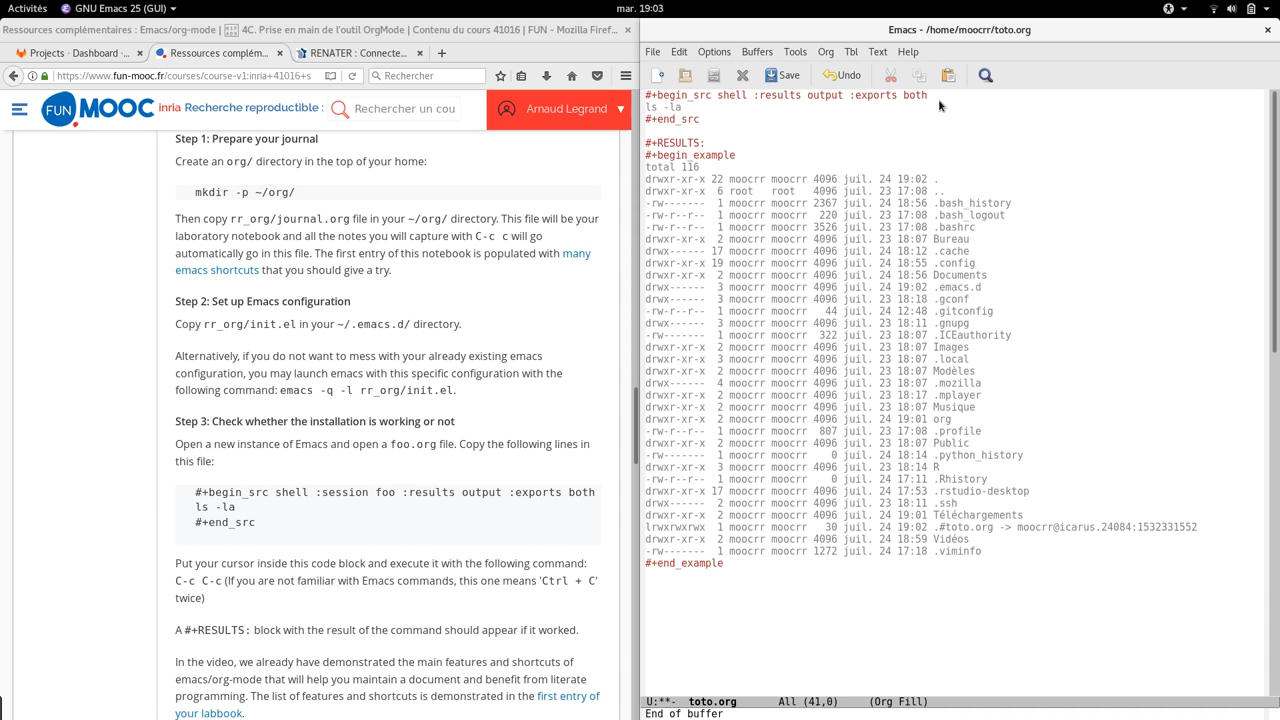 Activités
GNU Emacs 25 (GUI)
mar. 19:03
Ressources complémentaires : Emacs/org-mode | 4C. Prise en main de l'outil OrgMode | Contenu du cours 41016 | FUN - Mozilla Firef...
Projects · Dashboard ·
Ressources complémen...
RENATER : Connecte...
https://www.fun-mooc.fr/courses/course-v1:inria+41016+s
Rechercher
FUN MOOC
inria Recherche reproductible :
Rechercher un cou
Arnaud Legrand
Step 1: Prepare your journal
Create an org/ directory in the top of your home:
mkdir -p ~/org/
Then copy rr_org/journal.org file in your ~/org/ directory. This file will be your
laboratory notebook and all the notes you will capture with C-c c will go
automatically go in this file. The first entry of this notebook is populated with many
emacs shortcuts that you should give a try.
Step 2: Set up Emacs configuration
Copy rr_org/init.el in your ~/.emacs.d/ directory.
Alternatively, if you do not want to mess with your already existing emacs
configuration, you may launch emacs with this specific configuration with the
following command: emacs -q -l rr_org/init.el.
Step 3: Check whether the installation is working or not
Open a new instance of Emacs and open a foo.org file. Copy the following lines in
this file:
#+begin_src shell :session foo :results output :exports both
ls -la
#+end_src
Put your cursor inside this code block and execute it with the following command:
C-c C-c (If you are not familiar with Emacs commands, this one means 'Ctrl + C'
twice)
A #+RESULTS: block with the result of the command should appear if it worked.
In the video, we already have demonstrated the main features and shortcuts of
emacs/org-mode that will help you maintain a document and benefit from literate
programming. The list of features and shortcuts is demonstrated in the first entry of
your labbook.
Emacs - /home/moocrr/toto.org
File Edit Options Buffers Tools Org Tbl Text Help
Save
Undo
#+begin_src shell :results output :exports both
ls -la
#+end_src
#+RESULTS:
#+begin_example
total 116
drwxr-xr-x 22 moocrr moocrr 4096 juil. 24 19:02 .
drwxr-xr-x  6 root   root   4096 juil. 23 17:08 ..
-rw-------  1 moocrr moocrr 2367 juil. 24 18:56 .bash_history
-rw-r--r--  1 moocrr moocrr  220 juil. 23 17:08 .bash_logout
-rw-r--r--  1 moocrr moocrr 3526 juil. 23 17:08 .bashrc
drwxr-xr-x  2 moocrr moocrr 4096 juil. 23 18:07 Bureau
drwx------ 17 moocrr moocrr 4096 juil. 24 18:12 .cache
drwxr-xr-x 19 moocrr moocrr 4096 juil. 24 18:55 .config
drwxr-xr-x  2 moocrr moocrr 4096 juil. 24 18:56 Documents
drwx------  3 moocrr moocrr 4096 juil. 24 19:02 .emacs.d
drwx------  3 moocrr moocrr 4096 juil. 23 18:18 .gconf
-rw-r--r--  1 moocrr moocrr   44 juil. 24 12:48 .gitconfig
drwx------  3 moocrr moocrr 4096 juil. 23 18:11 .gnupg
-rw-------  1 moocrr moocrr  322 juil. 23 18:07 .ICEauthority
drwxr-xr-x  2 moocrr moocrr 4096 juil. 23 18:07 Images
drwxr-xr-x  3 moocrr moocrr 4096 juil. 23 18:07 .local
drwxr-xr-x  2 moocrr moocrr 4096 juil. 23 18:07 Modèles
drwx------  4 moocrr moocrr 4096 juil. 23 18:07 .mozilla
drwxr-xr-x  2 moocrr moocrr 4096 juil. 23 18:17 .mplayer
drwxr-xr-x  2 moocrr moocrr 4096 juil. 23 18:07 Musique
drwxr-xr-x  2 moocrr moocrr 4096 juil. 24 19:01 org
-rw-r--r--  1 moocrr moocrr  807 juil. 23 17:08 .profile
drwxr-xr-x  2 moocrr moocrr 4096 juil. 23 18:07 Public
-rw-------  1 moocrr moocrr    0 juil. 23 18:14 .python_history
drwxr-xr-x  3 moocrr moocrr 4096 juil. 23 18:14 R
-rw-r--r--  1 moocrr moocrr    0 juil. 24 17:11 .Rhistory
drwxr-xr-x 17 moocrr moocrr 4096 juil. 24 17:53 .rstudio-desktop
drwx------  2 moocrr moocrr 4096 juil. 23 18:11 .ssh
drwxr-xr-x  2 moocrr moocrr 4096 juil. 24 19:01 Téléchargements
lrwxrwxrwx  1 moocrr moocrr   30 juil. 24 19:02 .#toto.org -> moocrr@icarus.24084:1532331552
drwxr-xr-x  2 moocrr moocrr 4096 juil. 24 18:59 Vidéos
-rw-------  1 moocrr moocrr 1272 juil. 24 17:18 .viminfo
#+end_example
U:**-  toto.org      All (41,0)     (Org Fill)
End of buffer